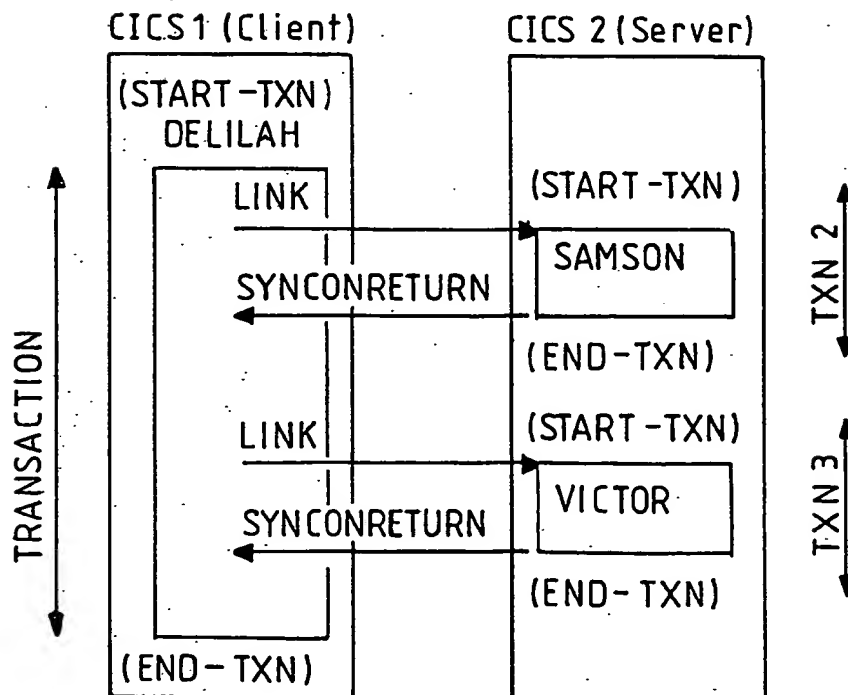 CICS1 (Client)
CICS 2 (Server)
(START-TXN)
DELILAH
LINK
(START-TXN)
SAMSON
SYNCONRETURN
(END-TXN)
TXN 2
TRANSACTION
LINK
(START-TXN)
VICTOR
SYNCONRETURN
(END-TXN)
TXN 3
(END-TXN)